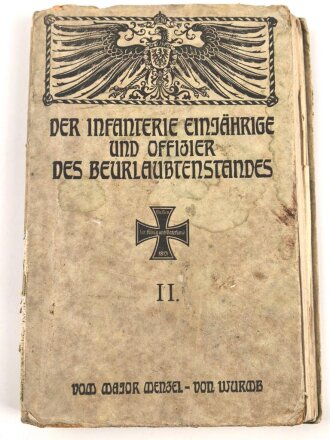 DER INFANTERIE EINJÄHRIGE
UND OFFIZIER
DES BEURLAUBTENSTANDES
II.
VOM MAJOR MENZEL - VON WURMB